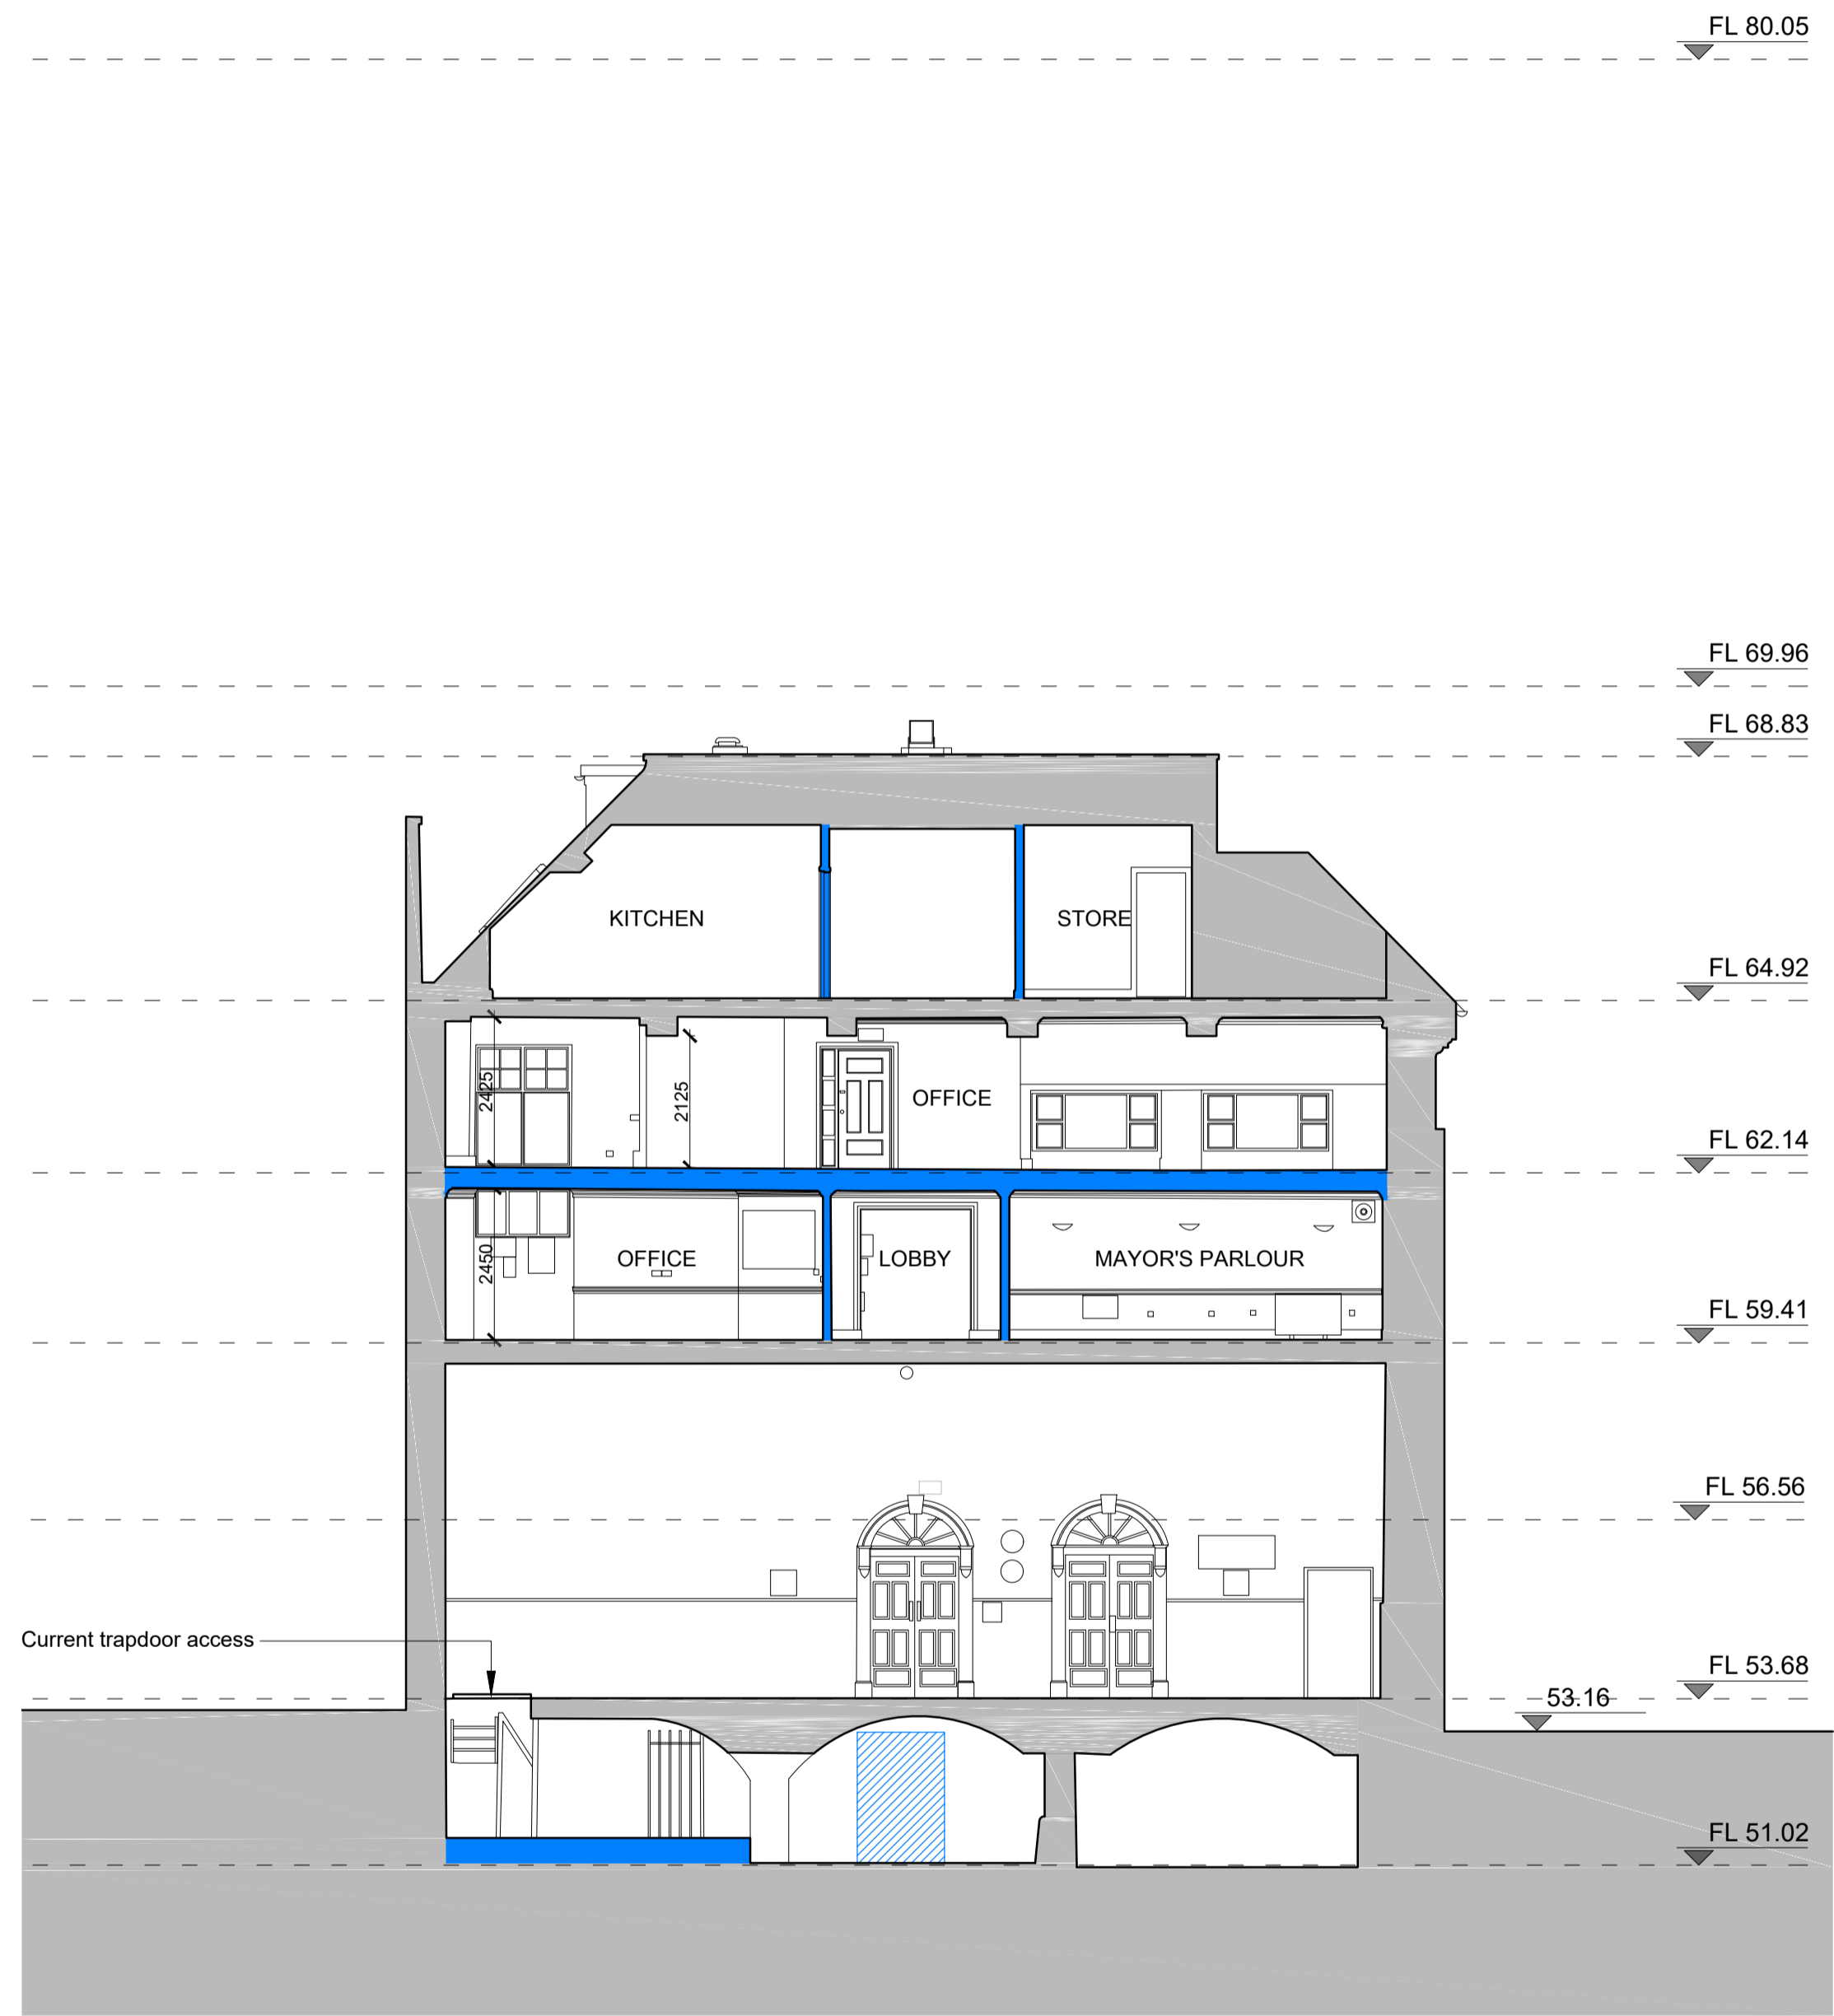 FL 80.05
FL 69.96
FL 68.83
KITCHEN
STORE
FL 64.92
2425
2125
OFFICE
FL 62.14
2450
OFFICE
LOBBY
MAYOR'S PARLOUR
FL 59.41
FL 56.56
Current trapdoor access
FL 53.68
53.16
FL 51.02